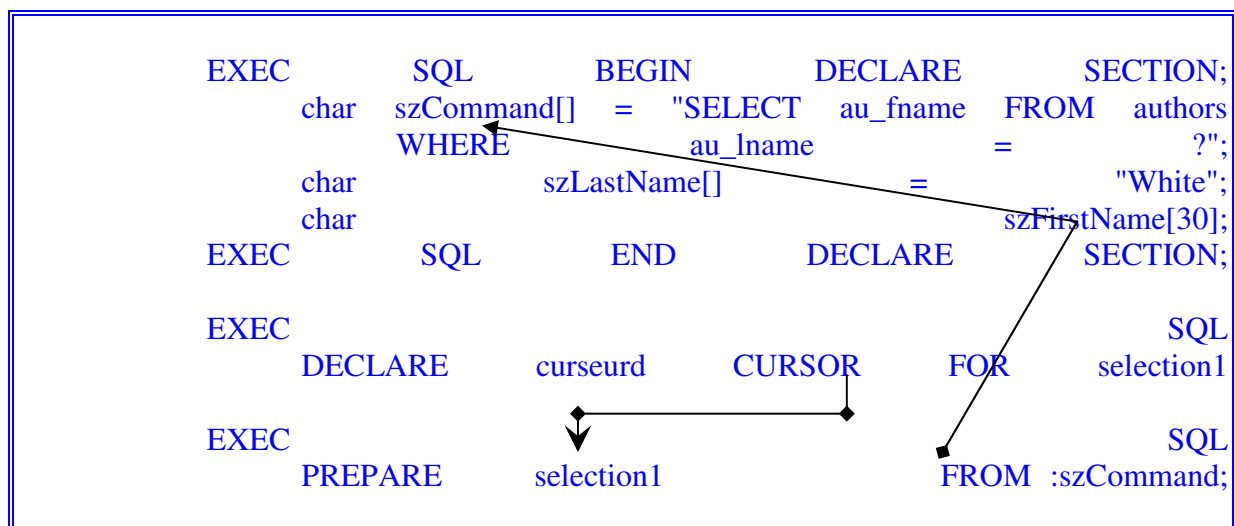 EXEC SQL BEGIN DECLARE SECTION;
char szCommand[] = "SELECT au_fname FROM authors
WHERE au_lname = ?";
char szLastName[] = "White";
char szFirstName[30];
EXEC SQL END DECLARE SECTION;
EXEC SQL
DECLARE curseurd CURSOR FOR selection1
EXEC SQL
PREPARE selection1 FROM :szCommand;